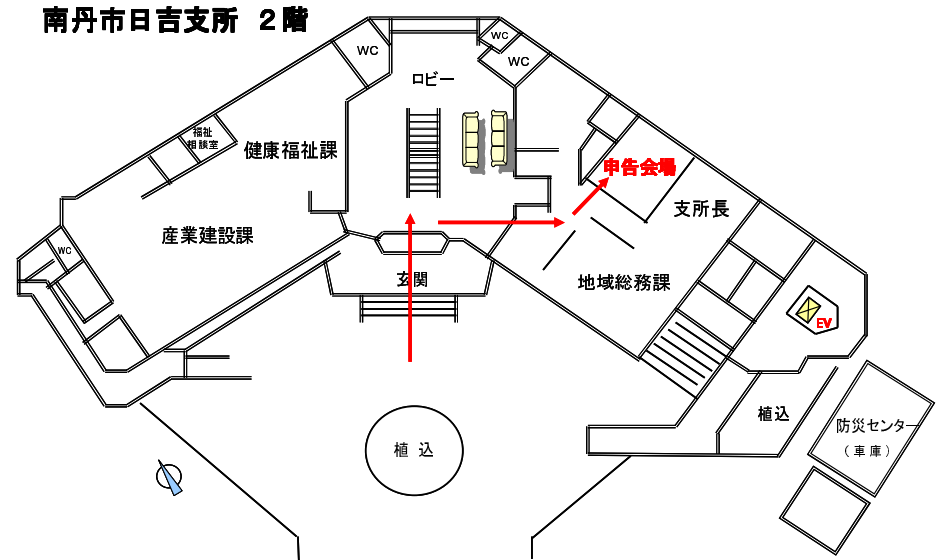 南丹市日吉支所 2階
WC
WC
WC
ロビー
福祉
相談室
健康福祉課
申告会場
支所長
産業建設課
WC
玄関
地域総務課
EV
植込
防災センター
(車庫)
植込